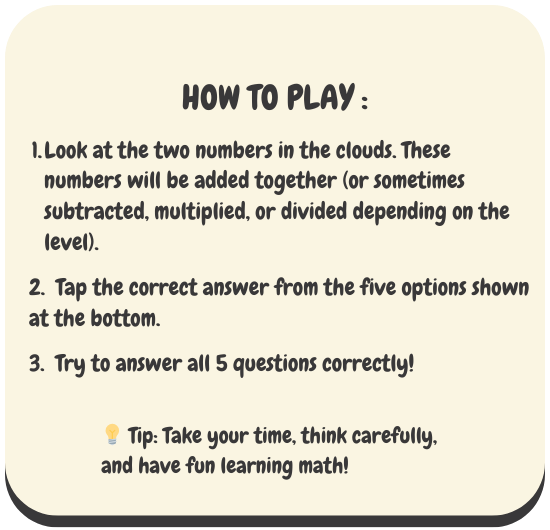 HOW TO PLAY :
1. Look at the two numbers in the clouds. These
numbers will be added together (or sometimes
subtracted, multiplied, or divided depending on the
level).
2. Tap the correct answer from the five options shown
at the bottom.
3. Try to answer all 5 questions correctly!
💡 Tip: Take your time, think carefully,
and have fun learning math!